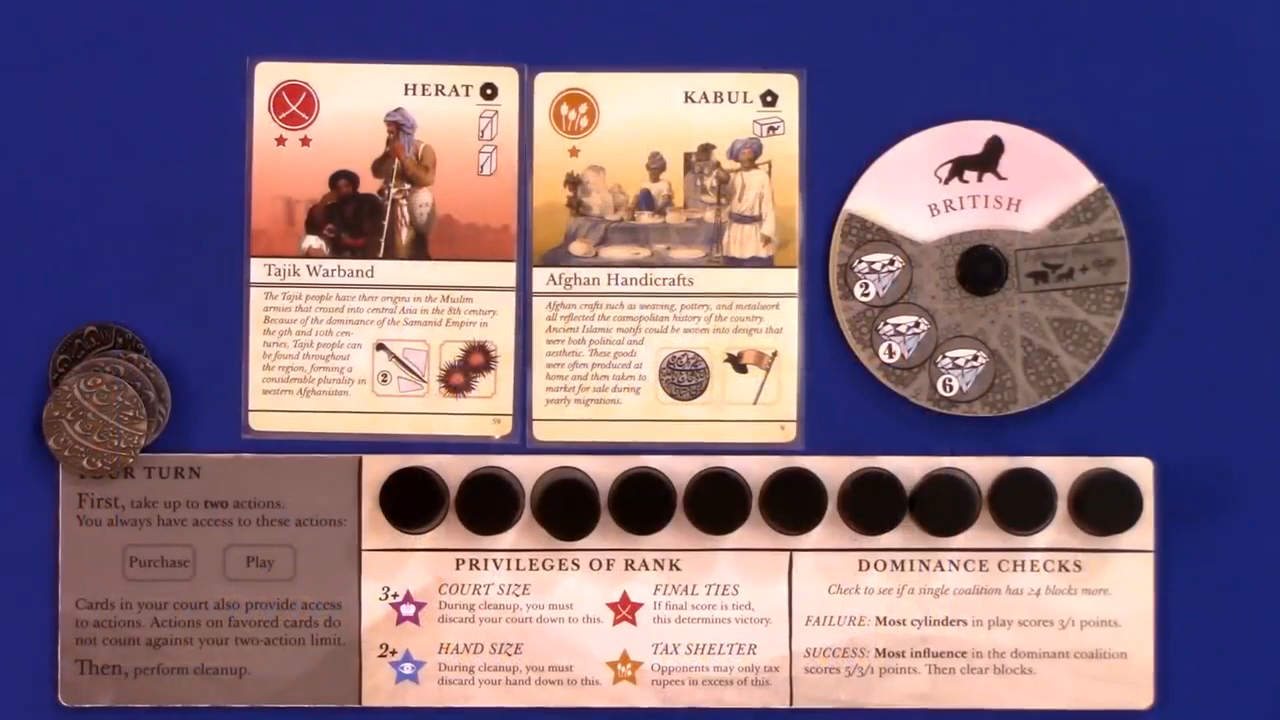 HERAT
Tajik Warband
The Tajik people have their origins in the Muslim
armies that crossed into central Asia in the 8th century.
Because of the dominance of the Samanid Empire in
the 9th and 10th cen-
turies, Tajik people can
be found throughout
the region, forming a
considerable plurality in
western Afghanistan.
2
59
KABUL
Afghan Handicrafts
Afghan crafts such as weaving, pottery, and metalwork
all reflected the cosmopolitan history of the country.
Ancient Islamic motifs could be woven into designs that
were both political and
aesthetic. These goods
were often produced at
home and then taken to
market for sale during
yearly migrations.
BRITISH
2
4
6
YOUR TURN
First, take up to two actions.
You always have access to these actions:
Purchase Play
Cards in your court also provide access
to actions. Actions on favored cards do
not count against your two-action limit.
Then, perform cleanup.
PRIVILEGES OF RANK
3+ COURT SIZE
During cleanup, you must
discard your court down to this.
2+ HAND SIZE
During cleanup, you must
discard your hand down to this.
FINAL TIES
If final score is tied,
this determines victory.
TAX SHELTER
Opponents may only tax
rupees in excess of this.
DOMINANCE CHECKS
Check to see if a single coalition has ≥4 blocks more.
FAILURE: Most cylinders in play scores 3/1 points.
SUCCESS: Most influence in the dominant coalition
scores 5/3/1 points. Then clear blocks.